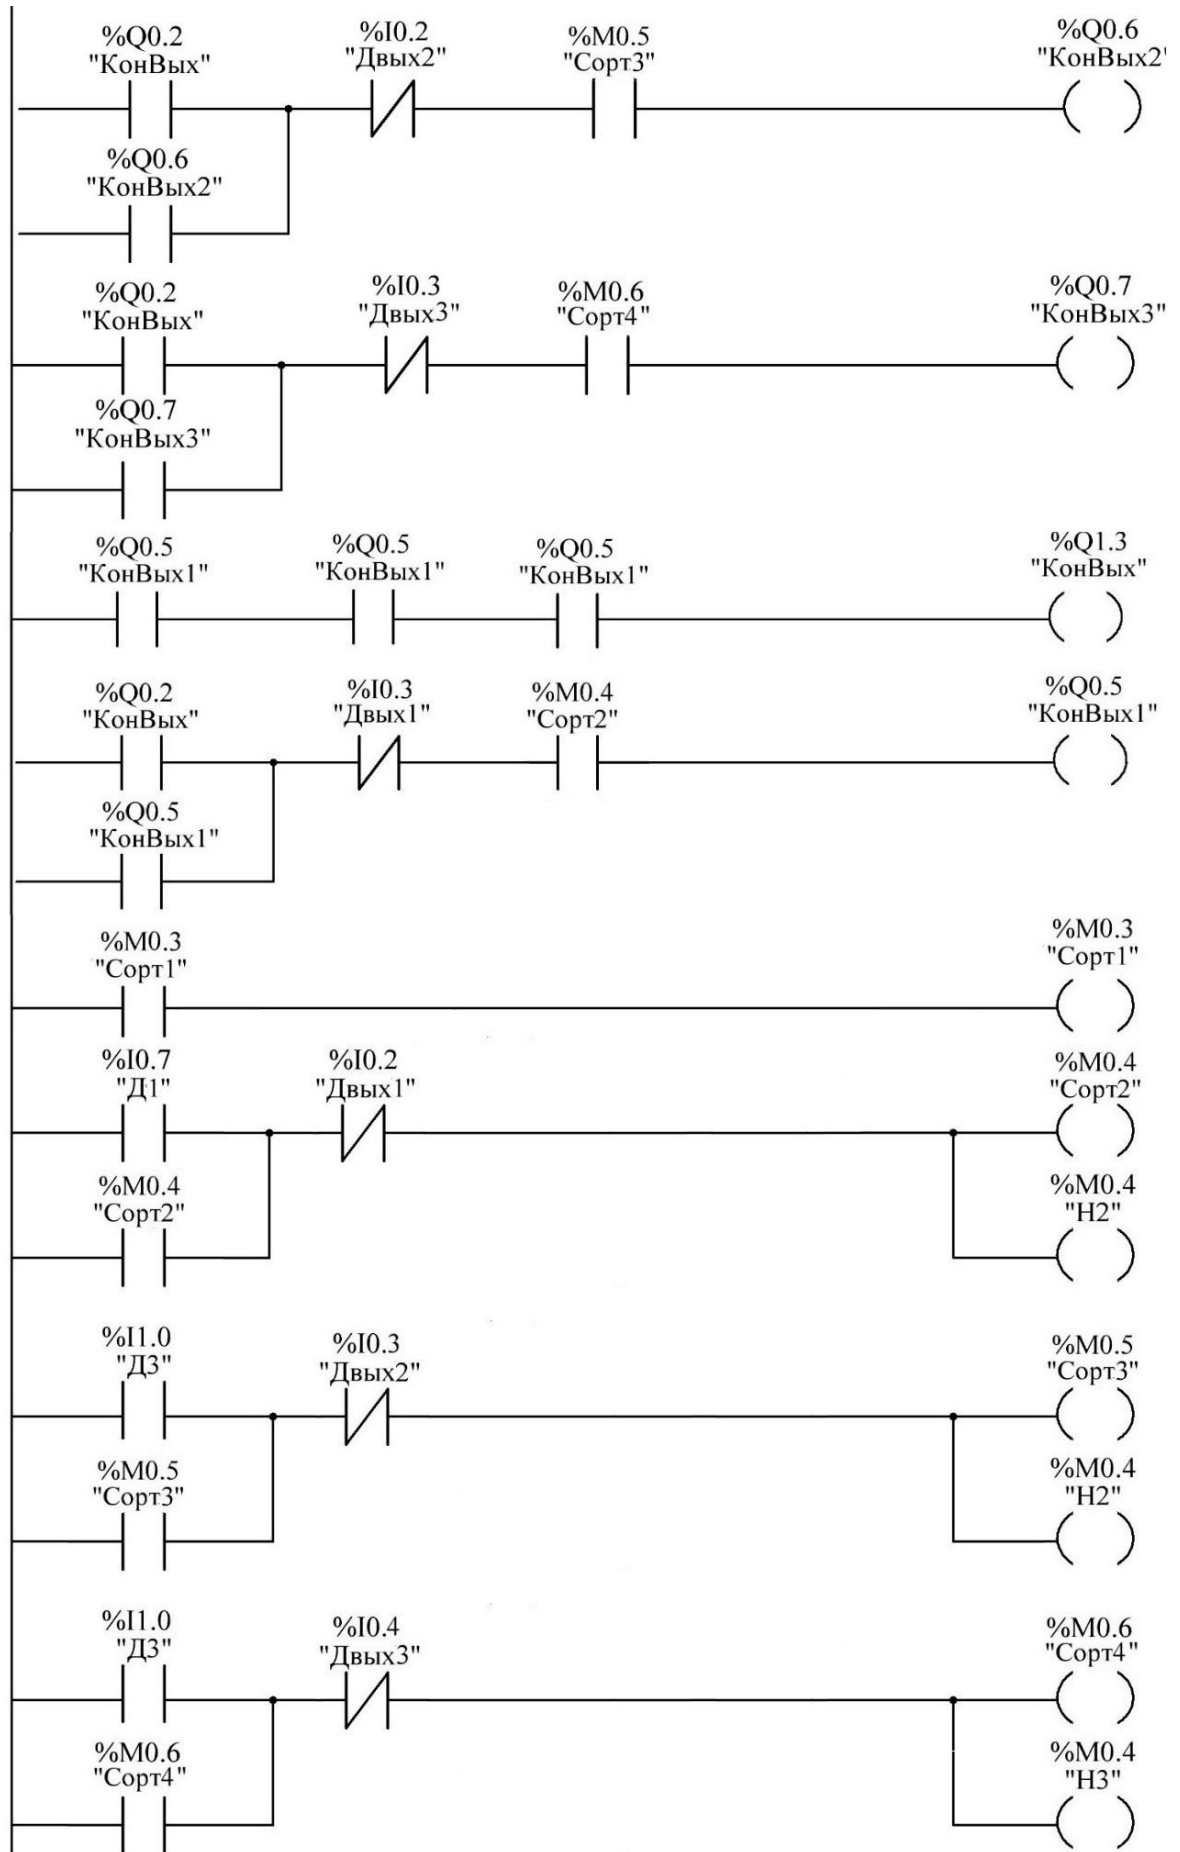 %Q0.2
"КонВых"
%I0.2
"Двых2"
%M0.5
"Сорт3"
%Q0.6
"КонВых2"
%Q0.6
"КонВых2"
%Q0.2
"КонВых"
%I0.3
"Двых3"
%M0.6
"Сорт4"
%Q0.7
"КонВых3"
%Q0.7
"КонВых3"
%Q0.5
"КонВых1"
%Q0.5
"КонВых1"
%Q0.5
"КонВых1"
%Q1.3
"КонВых"
%Q0.2
"КонВых"
%I0.3
"Двых1"
%M0.4
"Сорт2"
%Q0.5
"КонВых1"
%Q0.5
"КонВых1"
%M0.3
"Сорт1"
%M0.3
"Сорт1"
%I0.7
"Д1"
%I0.2
"Двых1"
%M0.4
"Сорт2"
%M0.4
"Сорт2"
%M0.4
"Н2"
%I1.0
"Д3"
%I0.3
"Двых2"
%M0.5
"Сорт3"
%M0.5
"Сорт3"
%M0.4
"Н2"
%I1.0
"Д3"
%I0.4
"Двых3"
%M0.6
"Сорт4"
%M0.6
"Сорт4"
%M0.4
"Н3"